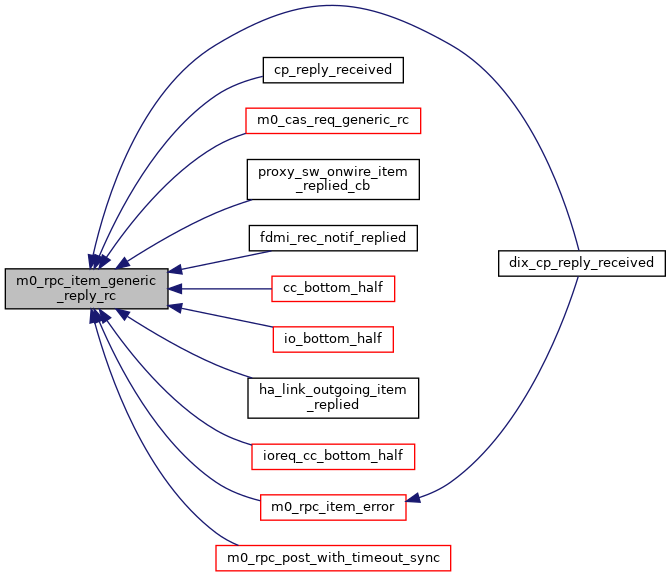 cp_reply_received
m0_cas_req_generic_rc
proxy_sw_onwire_item
_replied_cb
fdmi_rec_notif_replied
dix_cp_reply_received
m0_rpc_item_generic
_reply_rc
cc_bottom_half
io_bottom_half
ha_link_outgoing_item
_replied
ioreq_cc_bottom_half
m0_rpc_item_error
m0_rpc_post_with_timeout_sync